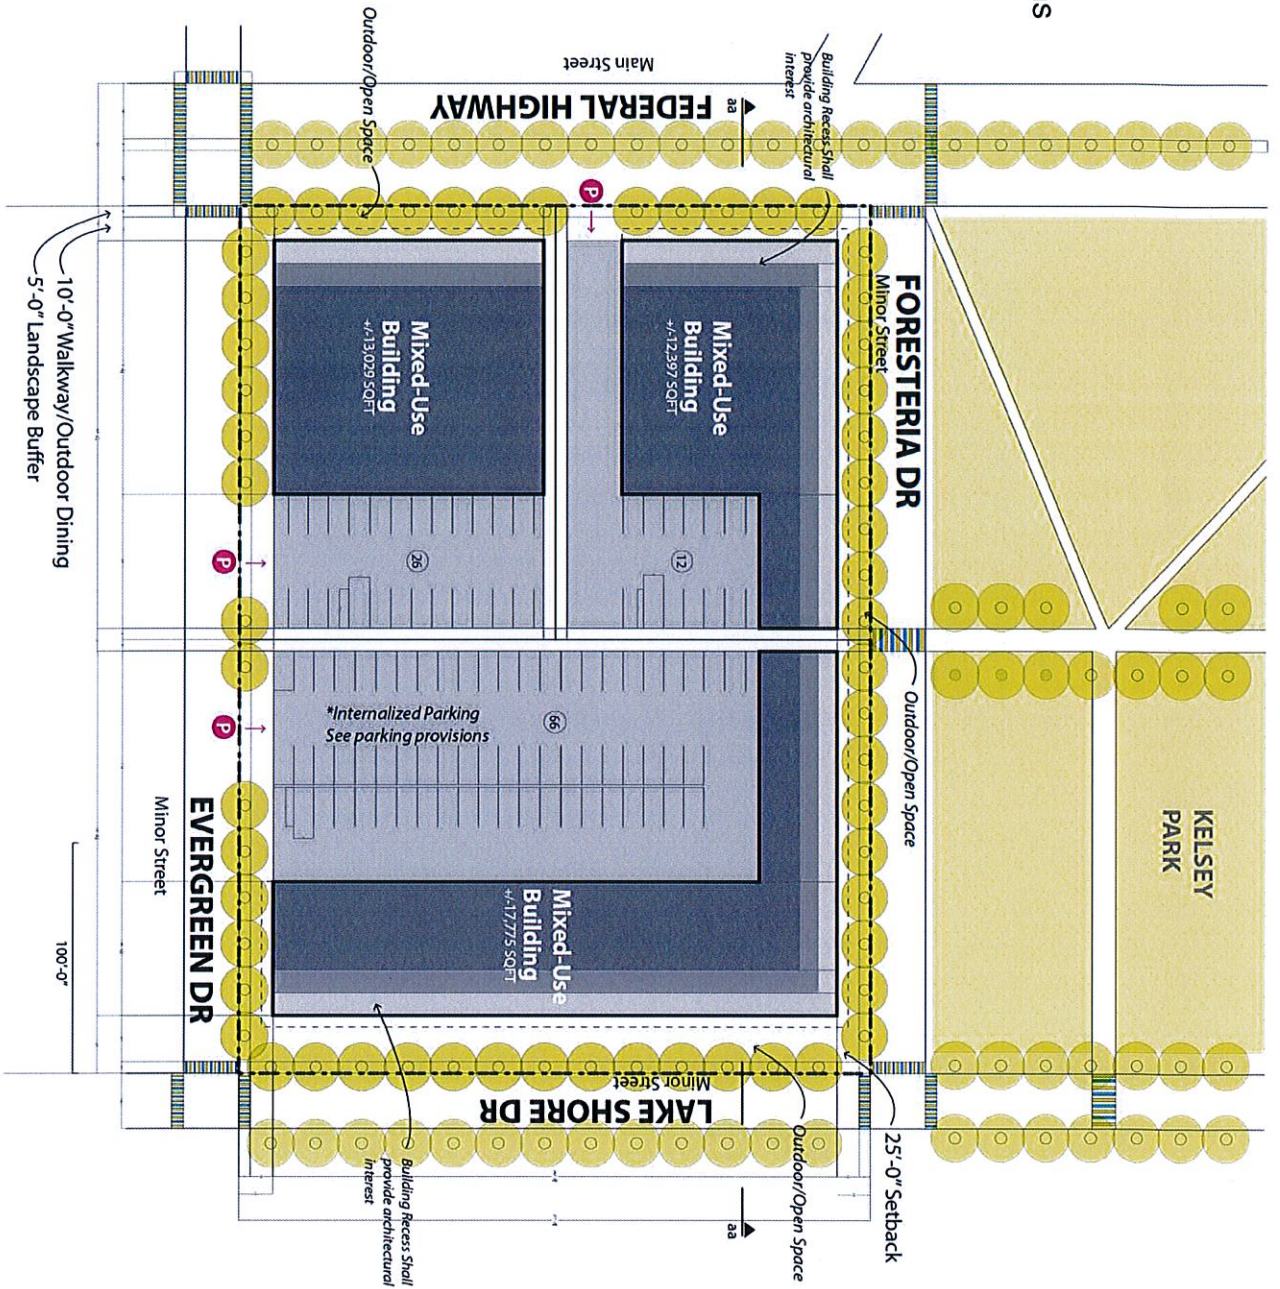 S
Main Street
FEDERAL HIGHWAY
aa
Building Recess Shall
provide architectural
interest
Outdoor/Open Space
P
FORESTERIA DR
Minor Street
Mixed-Use
Building
+/-12,397 SQFT
Mixed-Use
Building
+/-13,029 SQFT
12
26
P
10'-0" Walkway/Outdoor Dining
5'-0" Landscape Buffer
Outdoor/Open Space
KELSEY
PARK
*Internalized Parking
See parking provisions
66
P
EVERGREEN DR
Minor Street
100'-0"
Mixed-Use
Building
+/-17,775 SQFT
Minor Street
LAKE SHORE DR
25'-0" Setback
Outdoor/Open Space
aa
Building Recess Shall
provide architectural
interest